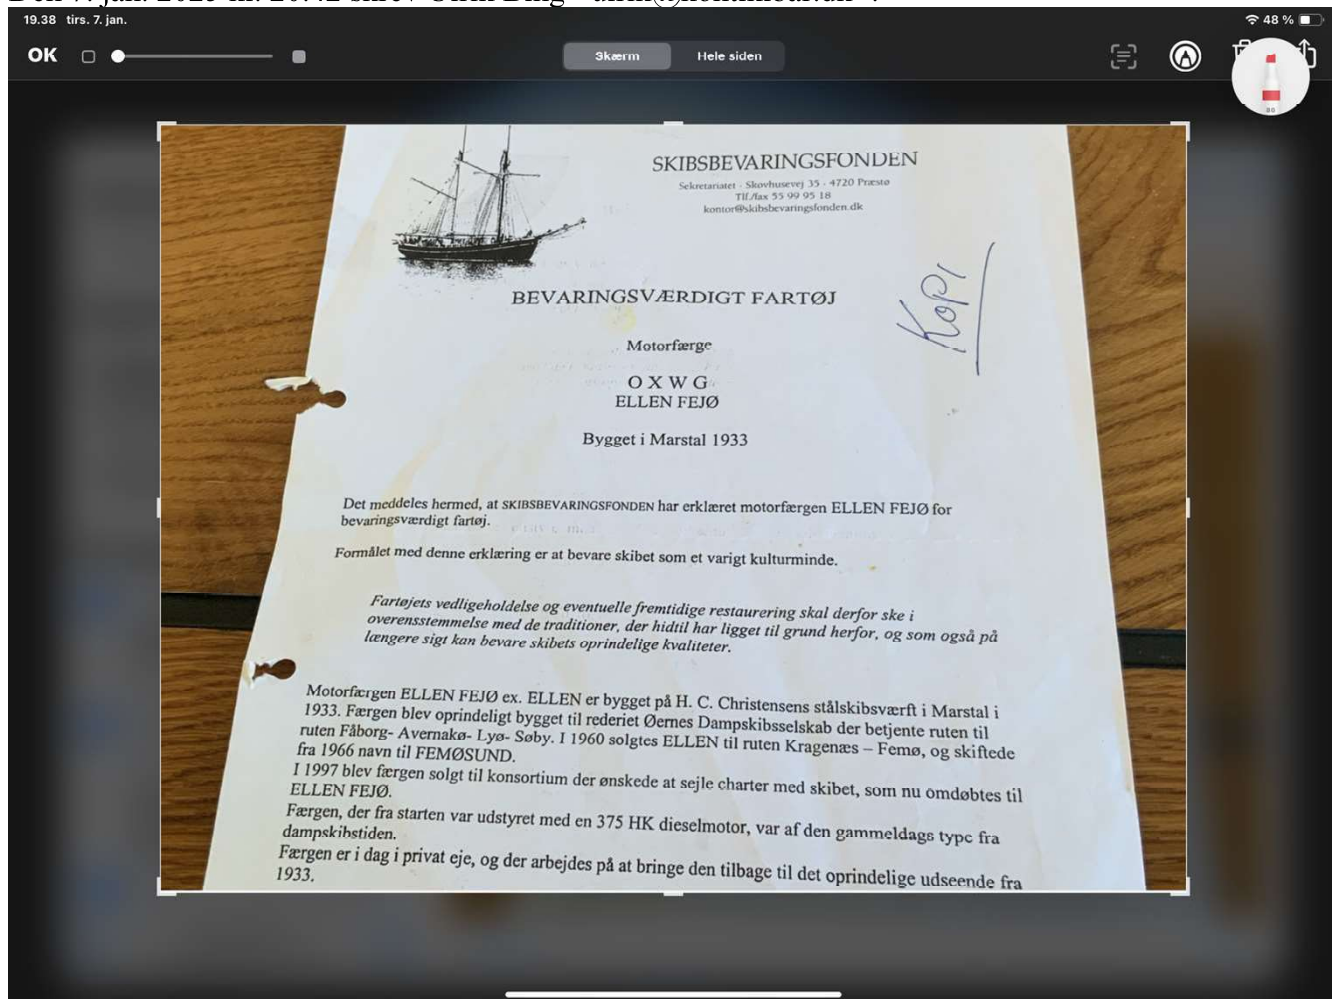 19.38 tirs. 7. jan.
48 %
OK
Skærm
Hele siden
SKIBSBEVARINGSFONDEN
Sekretariatet - Skovhusevej 35 - 4720 Præstø
Tlf./fax 55 99 95 18
kontor@skibsbevaringsfonden.dk
KOPI
BEVARINGSVÆRDIGT FARTØJ
Motorfærge
O X W G
ELLEN FEJØ
Bygget i Marstal 1933
Det meddeles hermed, at SKIBSBEVARINGSFONDEN har erklæret motorfærgen ELLEN FEJØ for
bevaringsværdigt fartøj.
Formålet med denne erklæring er at bevare skibet som et varigt kulturminde.
Fartøjets vedligeholdelse og eventuelle fremtidige restaurering skal derfor ske i
overensstemmelse med de traditioner, der hidtil har ligget til grund herfor, og som også på
længere sigt kan bevare skibets oprindelige kvaliteter.
Motorfærgen ELLEN FEJØ ex. ELLEN er bygget på H. C. Christensens stålskibsværft i Marstal i
1933. Færgen blev oprindeligt bygget til rederiet Øernes Dampskibsselskab der betjente ruten til
ruten Fåborg- Avernakø- Lyø- Søby. I 1960 solgtes ELLEN til ruten Kragenæs – Femø, og skiftede
fra 1966 navn til FEMØSUND.
I 1997 blev færgen solgt til konsortium der ønskede at sejle charter med skibet, som nu omdøbtes til
ELLEN FEJØ.
Færgen, der fra starten var udstyret med en 375 HK dieselmotor, var af den gammeldags type fra
dampskibstiden.
Færgen er i dag i privat eje, og der arbejdes på at bringe den tilbage til det oprindelige udseende fra
1933.